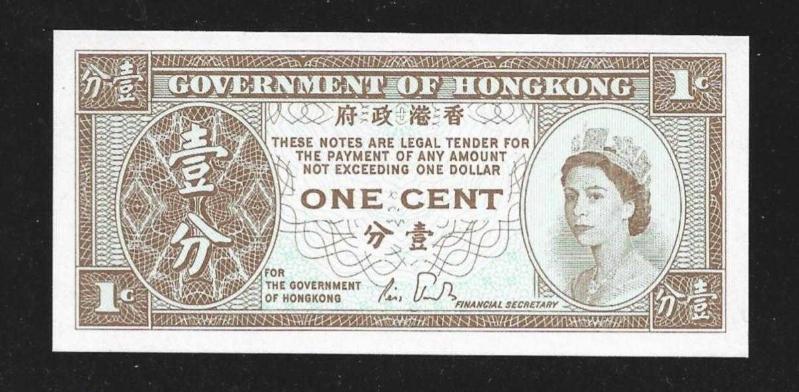 分壹
GOVERNMENT OF HONGKONG
1c
府政港香
THESE NOTES ARE LEGAL TENDER FOR
THE PAYMENT OF ANY AMOUNT
NOT EXCEEDING ONE DOLLAR
ONE CENT
分壹
壹
分
FOR
THE GOVERNMENT
OF HONGKONG
FINANCIAL SECRETARY
1c
分壹